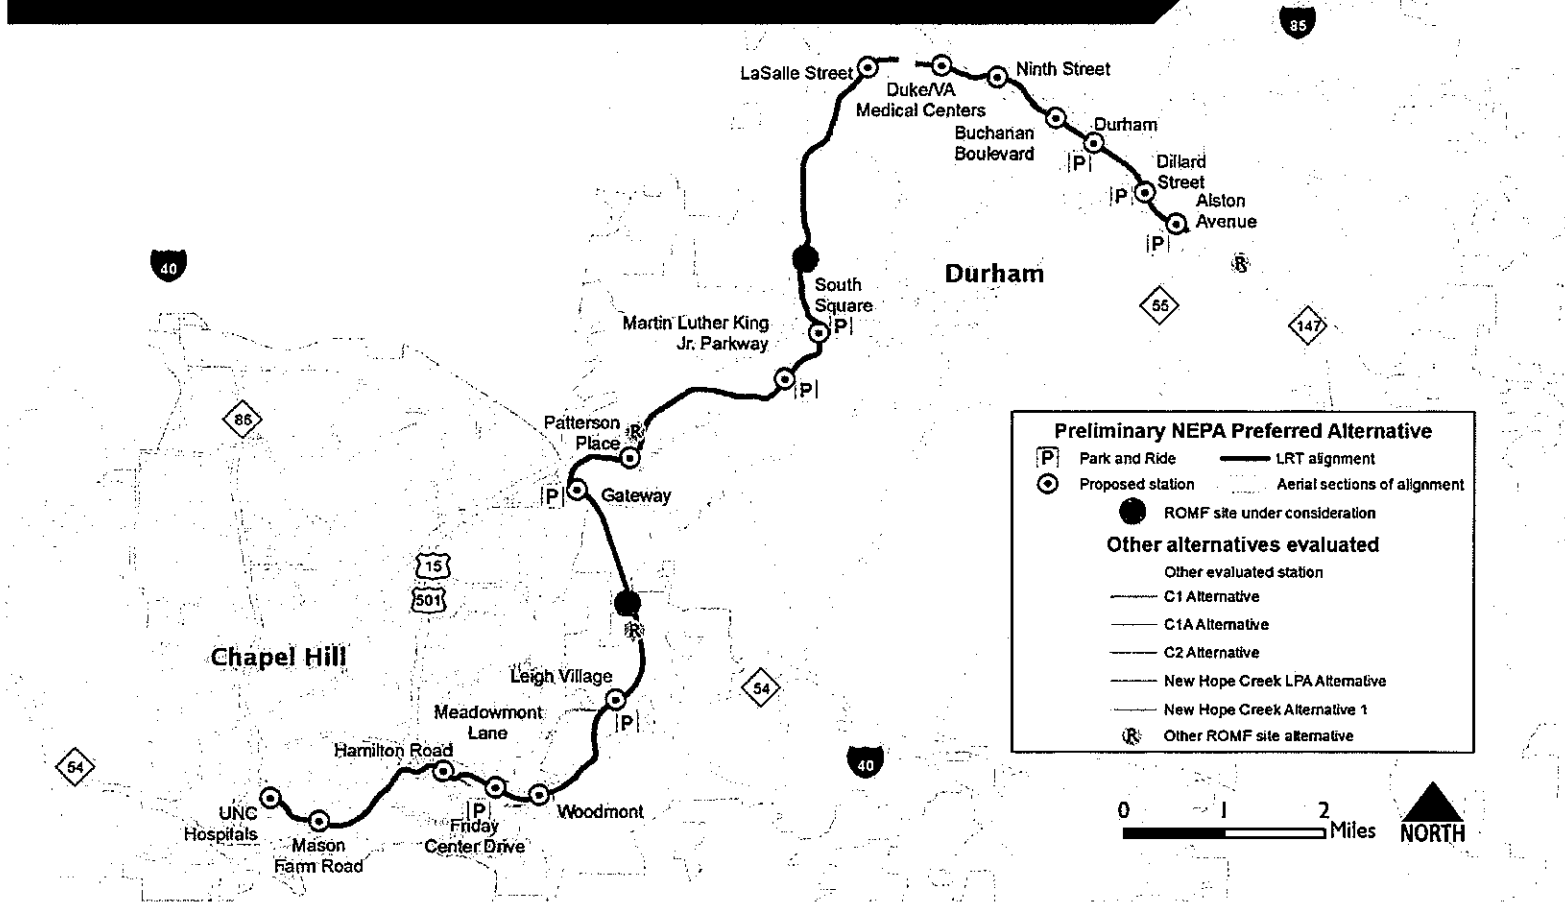 85
LaSalle Street
Ninth Street
Duke/VA
Medical Centers
Buchanan
Boulevard
Durham
P
Dillard
Street
P
Alston
Avenue
P
R
40
Durham
South
Square
P
55
147
Martin Luther King
Jr. Parkway
P
86
Patterson
Place
R
P
Gateway
15
501
R
Chapel Hill
Leigh Village
P
54
Meadowmont
Lane
Hamilton Road
54
40
UNC
Hospitals
Mason
Farm Road
P
Friday
Center Drive
Woodmont
Preliminary NEPA Preferred Alternative
P Park and Ride LRT alignment
Proposed station Aerial sections of alignment
ROMF site under consideration
Other alternatives evaluated
Other evaluated station
C1 Alternative
C1A Alternative
C2 Alternative
New Hope Creek LPA Alternative
New Hope Creek Alternative 1
R Other ROMF site alternative
0 1 2
Miles
NORTH